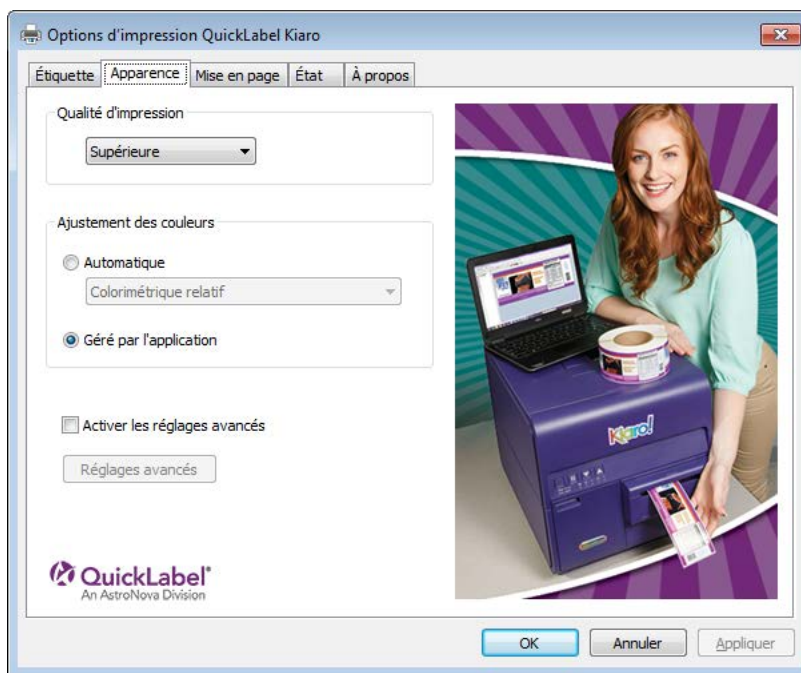 Options d'impression QuickLabel Kiaro
Étiquette
Apparence
Mise en page
État
À propos
Qualité d'impression
Supérieure
Ajustement des couleurs
Automatique
Colorimétrique relatif
Géré par l'application
Activer les réglages avancés
Réglages avancés
Kiaro!
QuickLabel®
An AstroNova Division
OK
Annuler
Appliquer